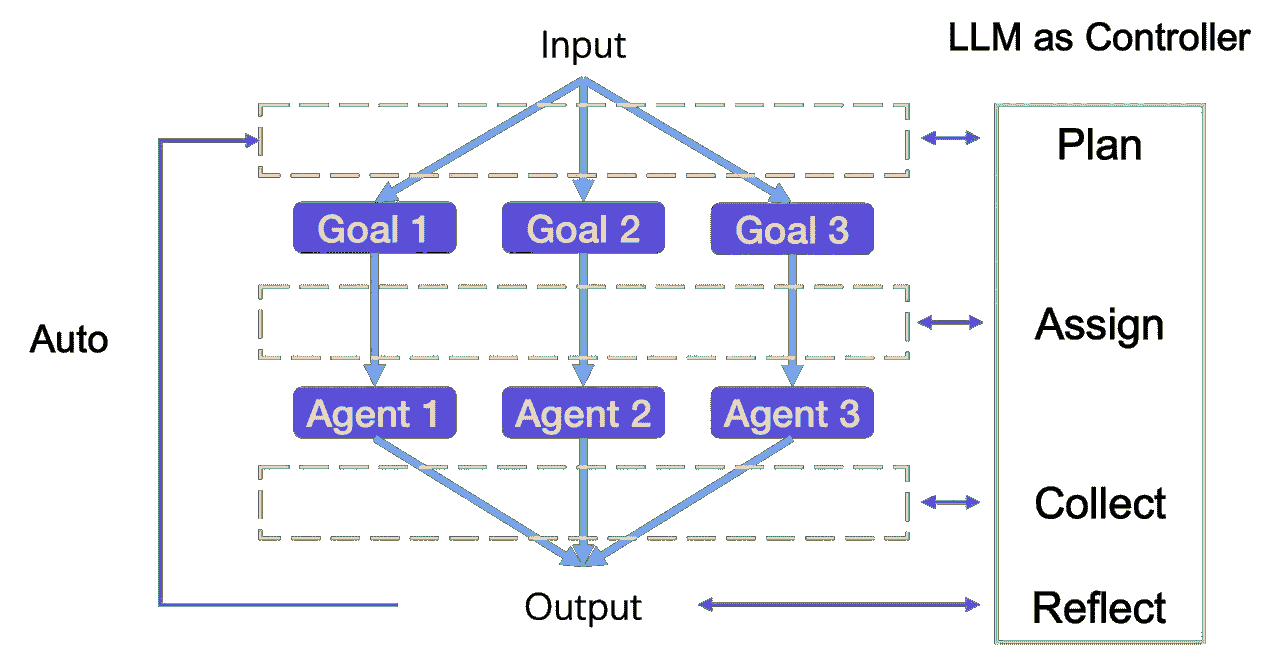 Input
LLM as Controller
Plan
Goal 1
Goal 2
Goal 3
Auto
Assign
Agent 1
Agent 2
Agent 3
Collect
Output
Reflect